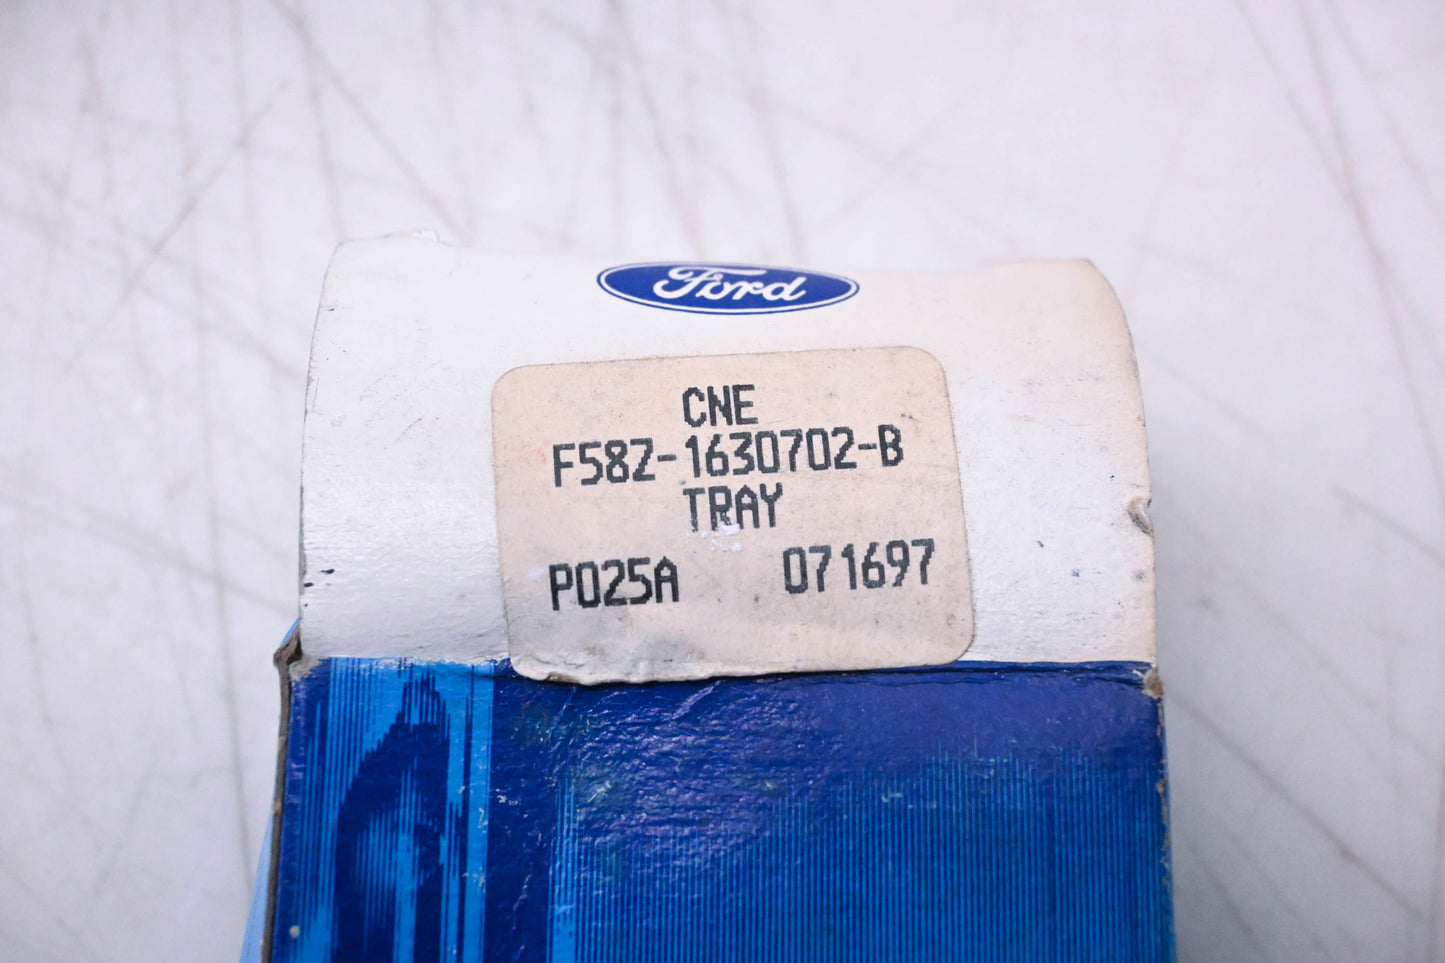 Ford
CNE
F58Z-1630702-B
TRAY
P025A 071697